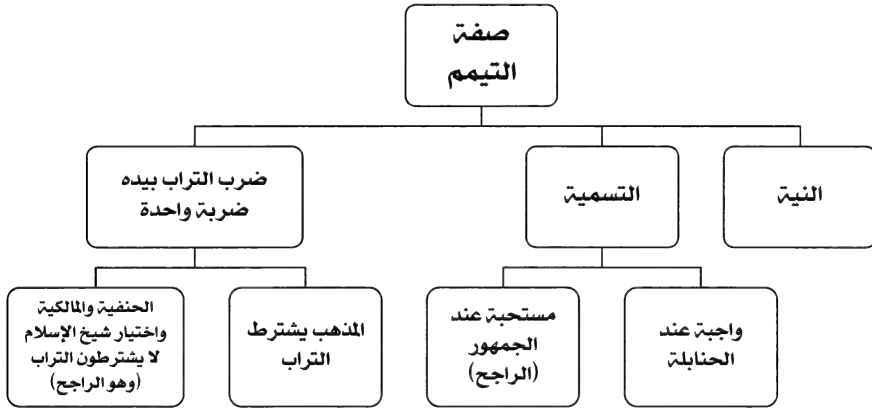 صفة
التيمم
النية
التسمية
ضرب التراب بيده
ضربة واحدة
واجبة عند
الحنابلة
مستحبة عند
الجمهور
(الراجح)
المذهب يشترط
التراب
الحنفية والمالكية
واختيار شيخ الإسلام
لا يشترطون التراب
(وهو الراجح)